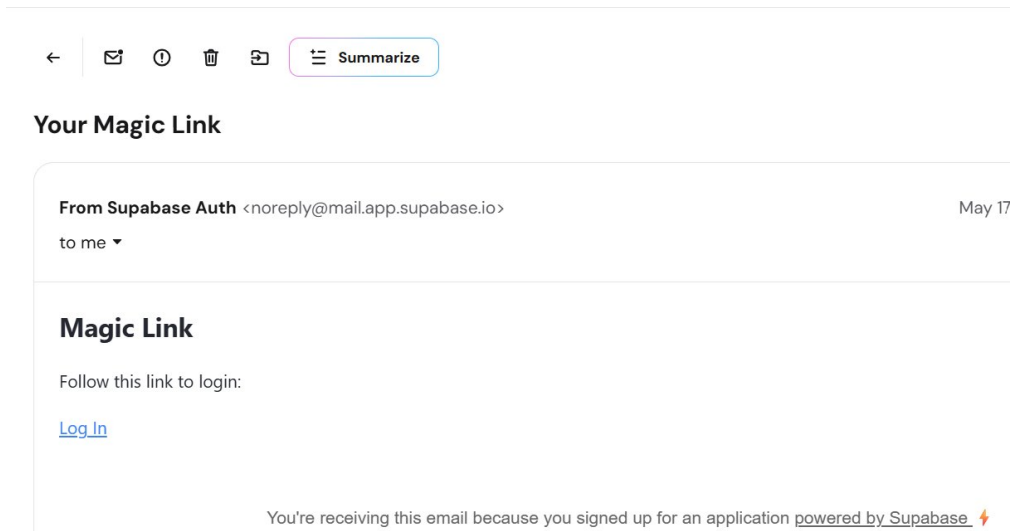 Summarize
Your Magic Link
From Supabase Auth <noreply@mail.app.supabase.io>
May 17
to me
Magic Link
Follow this link to login:
Log In
You're receiving this email because you signed up for an application powered by Supabase ⚡